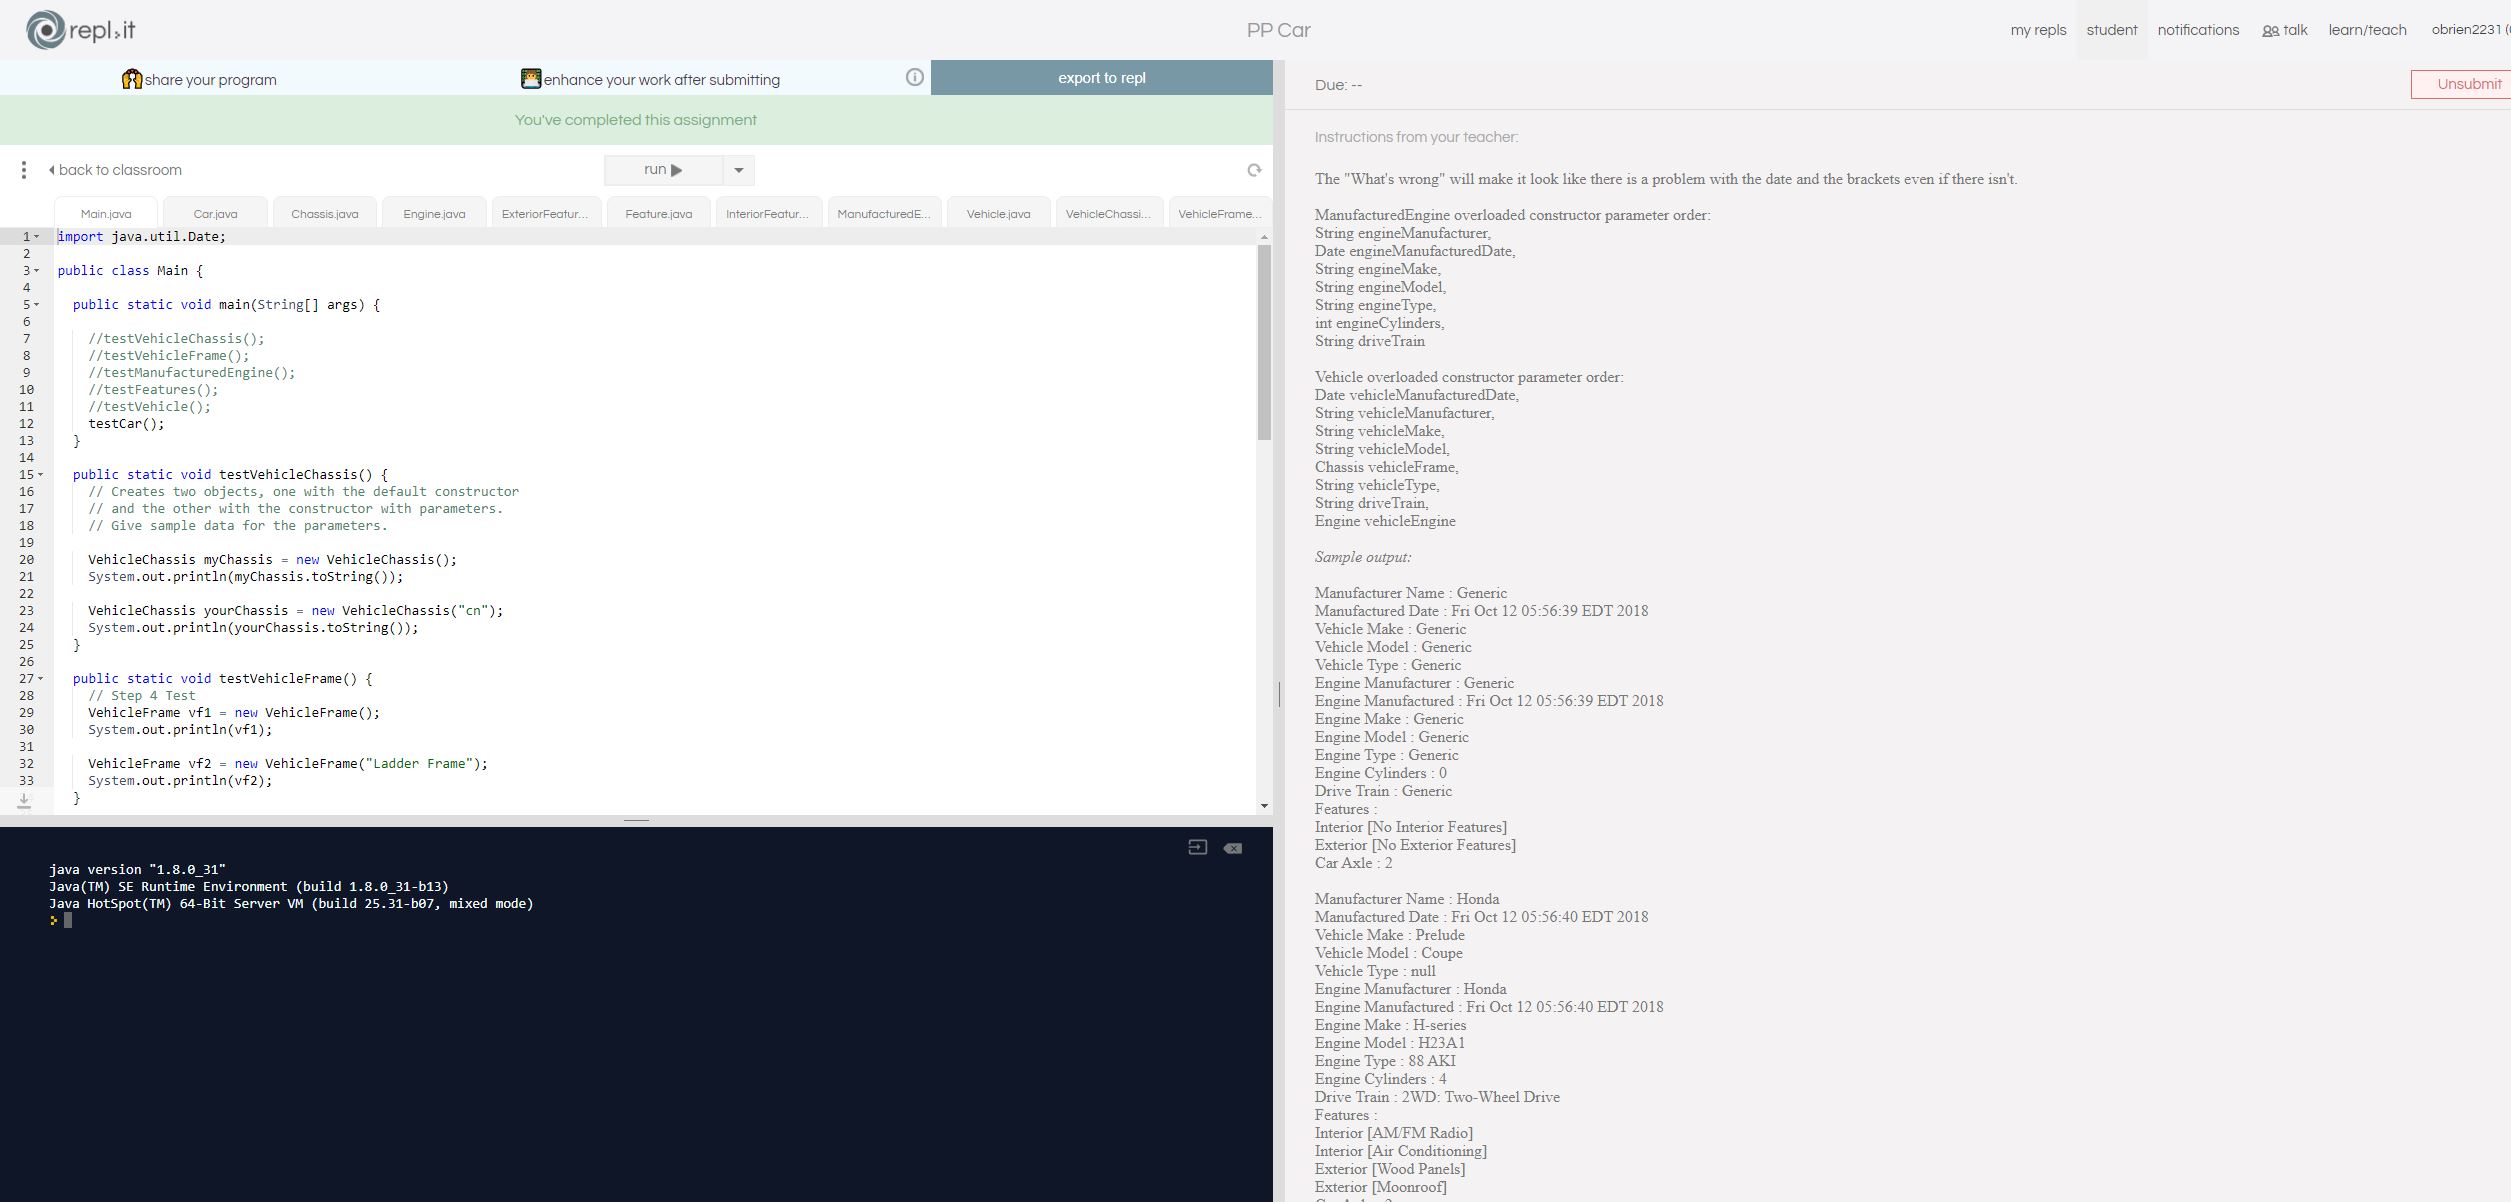 repl.it
PP Car
my repls student notifications talk learn/teach obrien2231
share your program enhance your work after submitting export to repl
You've completed this assignment
back to classroom run
Main.java Car.java Chassis.java Engine.java ExteriorFeatur... Feature.java InteriorFeatur... ManufacturedE... Vehicle.java VehicleChassi... VehicleFrame...
1 import java.util.Date;
2
3 public class Main {
4
5 public static void main(String[] args) {
6
7 //testVehicleChassis();
8 //testVehicleFrame();
9 //testManufacturedEngine();
10 //testFeatures();
11 //testVehicle();
12 testCar();
13 }
14
15 public static void testVehicleChassis() {
16 // Creates two objects, one with the default constructor
17 // and the other with the constructor with parameters.
18 // Give sample data for the parameters.
19
20 VehicleChassis myChassis = new VehicleChassis();
21 System.out.println(myChassis.toString());
22
23 VehicleChassis yourChassis = new VehicleChassis("cn");
24 System.out.println(yourChassis.toString());
25 }
26
27 public static void testVehicleFrame() {
28 // Step 4 Test
29 VehicleFrame vf1 = new VehicleFrame();
30 System.out.println(vf1);
31
32 VehicleFrame vf2 = new VehicleFrame("Ladder Frame");
33 System.out.println(vf2);
}
java version "1.8.0_31"
Java(TM) SE Runtime Environment (build 1.8.0_31-b13)
Java HotSpot(TM) 64-Bit Server VM (build 25.31-b07, mixed mode)
Due: --
Unsubmit
Instructions from your teacher:
The "What's wrong" will make it look like there is a problem with the date and the brackets even if there isn't.
ManufacturedEngine overloaded constructor parameter order:
String engineManufacturer,
Date engineManufacturedDate,
String engineMake,
String engineModel,
String engineType,
int engineCylinders,
String driveTrain
Vehicle overloaded constructor parameter order:
Date vehicleManufacturedDate,
String vehicleManufacturer,
String vehicleMake,
String vehicleModel,
Chassis vehicleFrame,
String vehicleType,
String driveTrain,
Engine vehicleEngine
Sample output:
Manufacturer Name : Generic
Manufactured Date : Fri Oct 12 05:56:39 EDT 2018
Vehicle Make : Generic
Vehicle Model : Generic
Vehicle Type : Generic
Engine Manufacturer : Generic
Engine Manufactured : Fri Oct 12 05:56:39 EDT 2018
Engine Make : Generic
Engine Model : Generic
Engine Type : Generic
Engine Cylinders : 0
Drive Train : Generic
Features :
Interior [No Interior Features]
Exterior [No Exterior Features]
Car Axle : 2
Manufacturer Name : Honda
Manufactured Date : Fri Oct 12 05:56:40 EDT 2018
Vehicle Make : Prelude
Vehicle Model : Coupe
Vehicle Type : null
Engine Manufacturer : Honda
Engine Manufactured : Fri Oct 12 05:56:40 EDT 2018
Engine Make : H-series
Engine Model : H23A1
Engine Type : 88 AKI
Engine Cylinders : 4
Drive Train : 2WD: Two-Wheel Drive
Features :
Interior [AM/FM Radio]
Interior [Air Conditioning]
Exterior [Wood Panels]
Exterior [Moonroof]